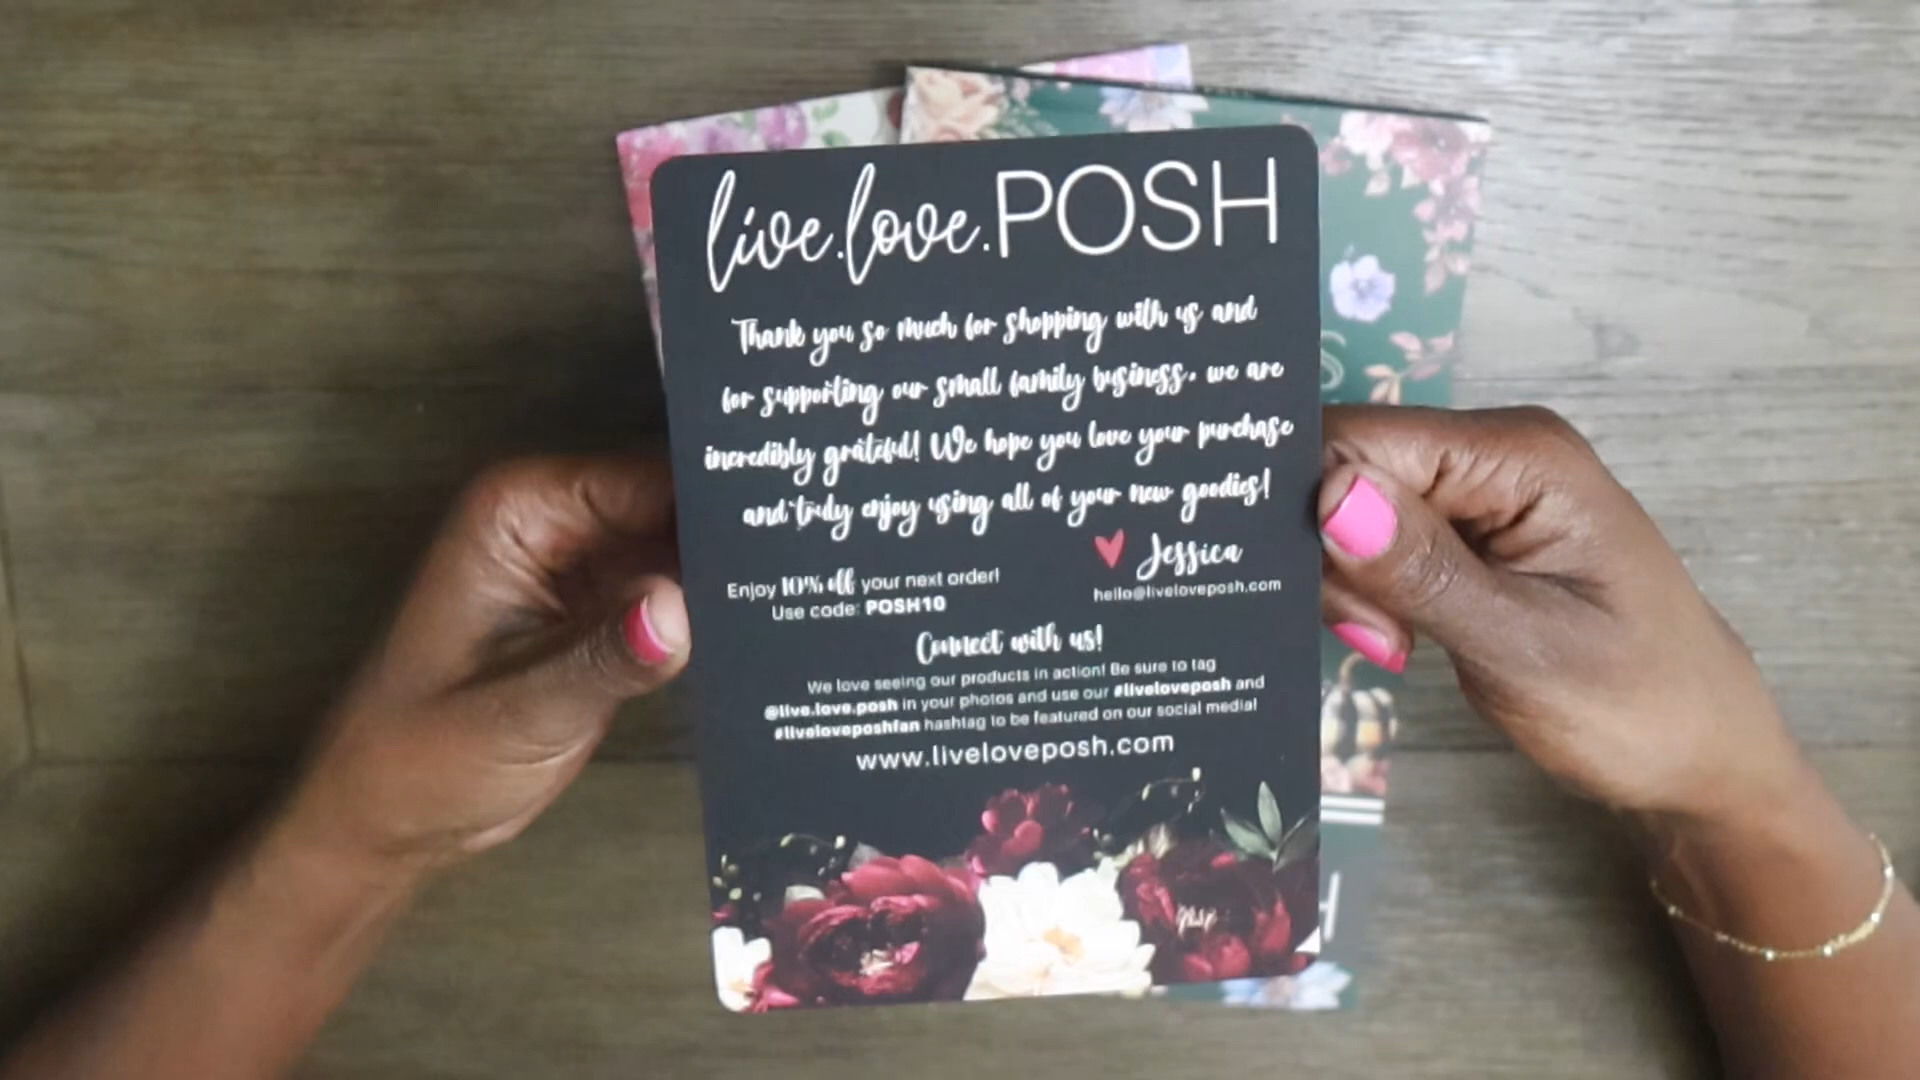 live.love.POSH
Thank you so much for shopping with us and
for supporting our small family business, we are
incredibly grateful! We hope you love your purchase
and truly enjoy using all of your new goodies!
Jessica
hello@liveloveposh.com
Enjoy 10% off your next order!
Use code: POSH10
Connect with us!
We love seeing our products in action! Be sure to tag
@live.love.posh in your photos and use our #liveloveposh and
#liveloveposhfan hashtag to be featured on our social media!
www.liveloveposh.com
S
H